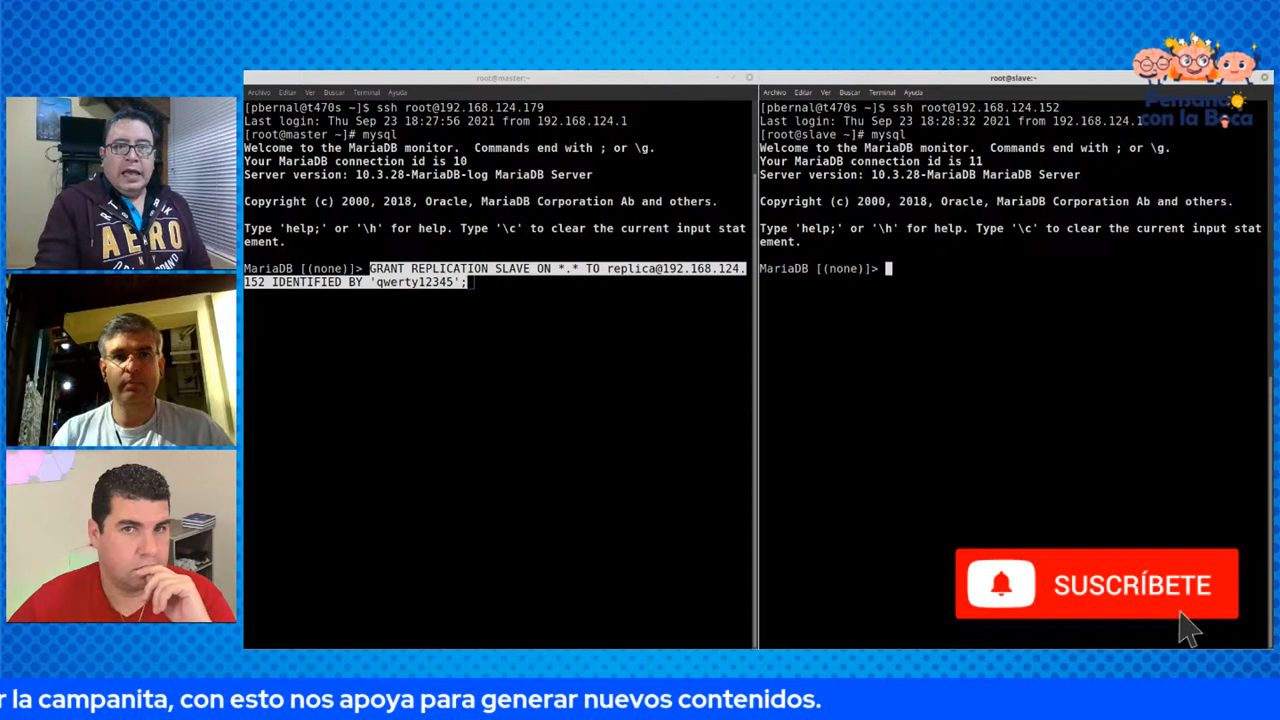 root@master:~
Archivo Editar Ver Buscar Terminal Ayuda
[pbernal@t470s ~]$ ssh root@192.168.124.179
Last login: Thu Sep 23 18:27:56 2021 from 192.168.124.1
[root@master ~]# mysql
Welcome to the MariaDB monitor.  Commands end with ; or \g.
Your MariaDB connection id is 10
Server version: 10.3.28-MariaDB-log MariaDB Server
Copyright (c) 2000, 2018, Oracle, MariaDB Corporation Ab and others.
Type 'help;' or '\h' for help. Type '\c' to clear the current input stat
ement.
MariaDB [(none)]> GRANT REPLICATION SLAVE ON *.* TO replica@192.168.124.
152 IDENTIFIED BY 'qwerty12345';
root@slave:~
Archivo Editar Ver Buscar Terminal Ayuda
[pbernal@t470s ~]$ ssh root@192.168.124.152
Last login: Thu Sep 23 18:28:32 2021 from 192.168.124.1
[root@slave ~]# mysql
Welcome to the MariaDB monitor.  Commands end with ; or \g.
Your MariaDB connection id is 11
Server version: 10.3.28-MariaDB MariaDB Server
Copyright (c) 2000, 2018, Oracle, MariaDB Corporation Ab and others.
Type 'help;' or '\h' for help. Type '\c' to clear the current input stat
ement.
MariaDB [(none)]>
Pensando
con la Boca
AERO
SUSCRÍBETE
r la campanita, con esto nos apoya para generar nuevos contenidos.